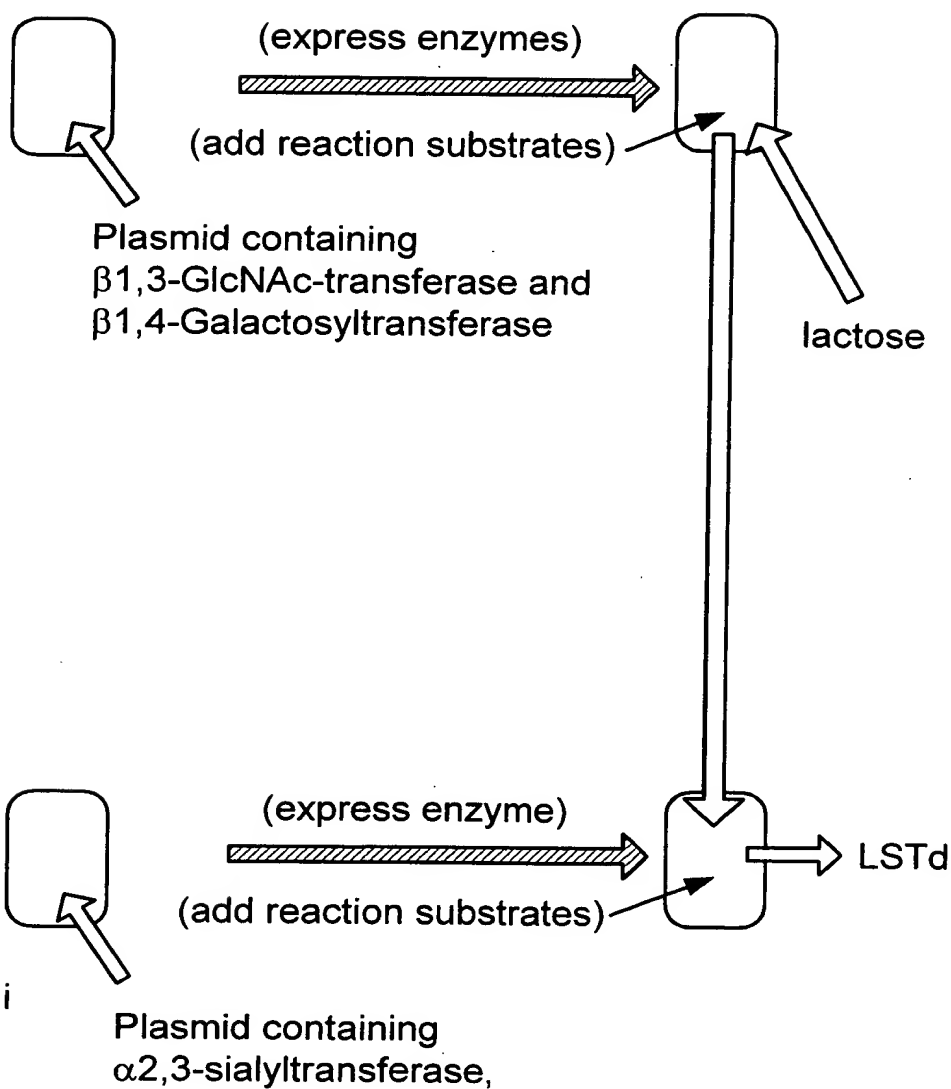 (express enzymes)
(add reaction substrates)
Plasmid containing
β1,3-GlcNAc-transferase and
β1,4-Galactosyltransferase
lactose
(express enzyme)
LSTd
(add reaction substrates)
i
Plasmid containing
α2,3-sialyltransferase,